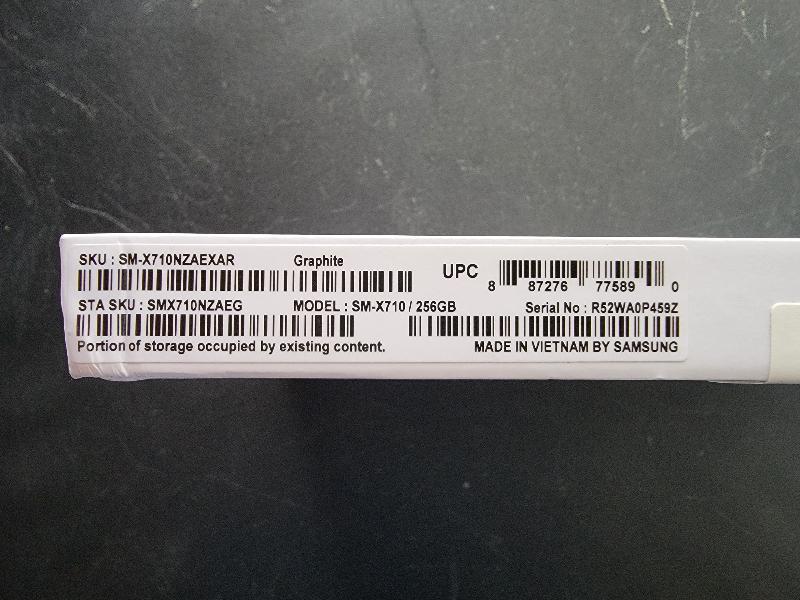 SKU : SM-X710NZAEXAR Graphite
UPC 8 87276 77589 0
STA SKU : SMX710NZAEG MODEL : SM-X710 / 256GB Serial No : R52WA0P459Z
Portion of storage occupied by existing content. MADE IN VIETNAM BY SAMSUNG